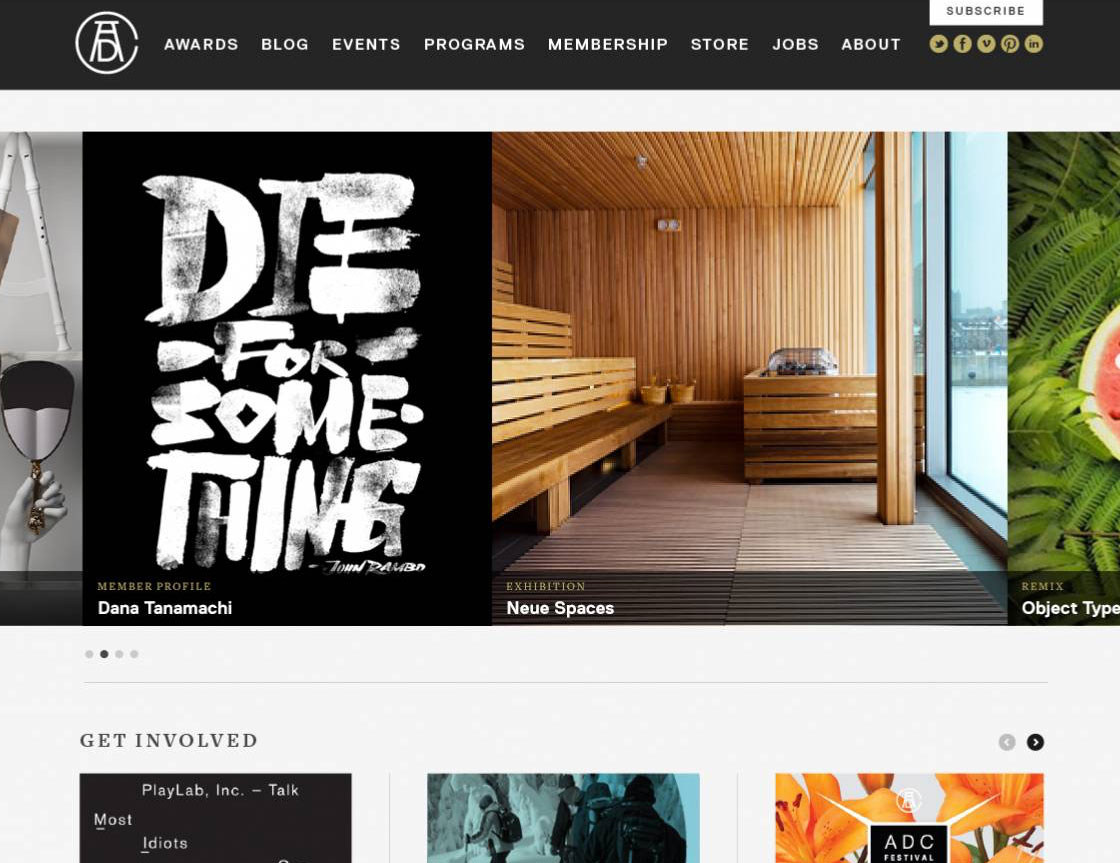 SUBSCRIBE
AWARDS BLOG EVENTS PROGRAMS MEMBERSHIP STORE JOBS ABOUT
DIE
FOR
SOME-
THING
JOHN RAMBO
MEMBER PROFILE
Dana Tanamachi
EXHIBITION
Neue Spaces
REMIX
Object Type
GET INVOLVED
PlayLab, Inc. – Talk
Most
Idiots
ADC
FESTIVAL